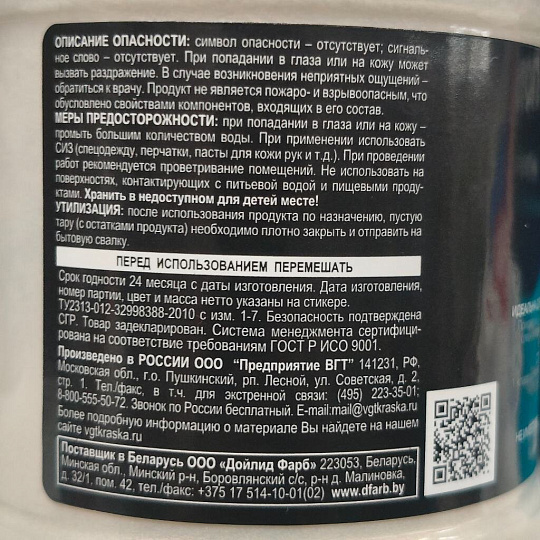 ОПИСАНИЕ ОПАСНОСТИ: символ опасности – отсутствует; сигналь-
ное слово – отсутствует. При попадании в глаза или на кожу может
вызвать раздражение. В случае возникновения неприятных ощущений –
обратиться к врачу. Продукт не является пожаро- и взрывоопасным, что
обусловлено свойствами компонентов, входящих в его состав.
МЕРЫ ПРЕДОСТОРОЖНОСТИ: при попадании в глаза или на кожу –
промыть большим количеством воды. При применении использовать
СИЗ (спецодежду, перчатки, пасты для кожи рук и т.д.). При проведении
работ рекомендуется проветривание помещений. Не использовать на
поверхностях, контактирующих с питьевой водой и пищевыми проду-
ктами. Хранить в недоступном для детей месте!
УТИЛИЗАЦИЯ: после использования продукта по назначению, пустую
тару (с остатками продукта) необходимо плотно закрыть и отправить на
бытовую свалку.
ПЕРЕД ИСПОЛЬЗОВАНИЕМ ПЕРЕМЕШАТЬ
Срок годности 24 месяца с даты изготовления. Дата изготовления,
номер партии, цвет и масса нетто указаны на стикере.
ТУ2313-012-32998388-2010 с изм. 1-7. Безопасность подтверждена
СГР. Товар задекларирован. Система менеджмента сертифици-
рована на соответствие требованиям ГОСТ Р ИСО 9001.
Произведено в РОССИИ ООО "Предприятие ВГТ" 141231, РФ,
Московская обл., г.о. Пушкинский, рп. Лесной, ул. Советская, д. 2,
стр. 1. Тел./факс, в т.ч. для экстренной связи: (495) 223-35-01;
8-800-555-50-72. Звонок по России бесплатный. E-mail:mail@vgtkraska.ru
Более подробную информацию о материале Вы найдете на нашем
сайте vgtkraska.ru
Поставщик в Беларусь ООО «Дойлид Фарб» 223053, Беларусь,
Минская обл., Минский р-н, Боровлянский с/с, р-н д. Малиновка,
д. 32/1. пом. 42, тел./факс: +375 17 514-10-01(02) www.dfarb.by